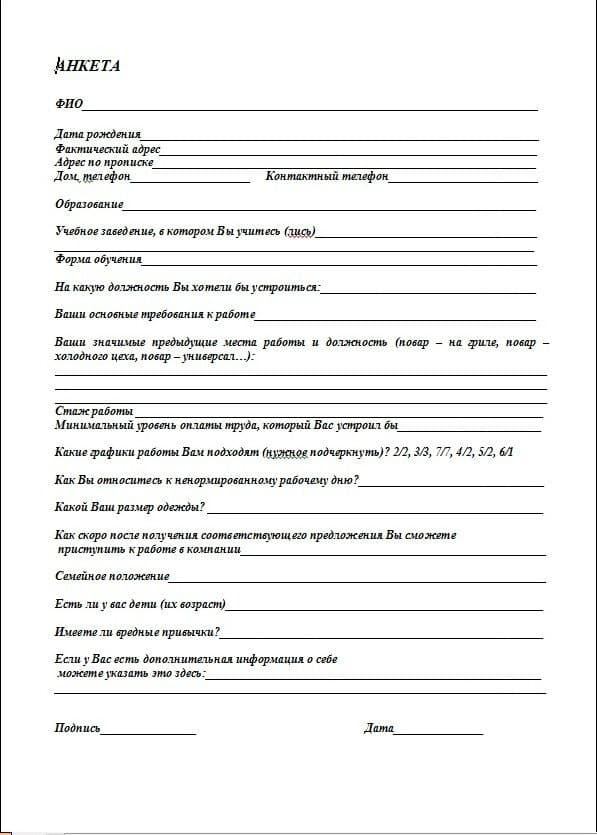 АНКЕТА
ФИО
Дата рождения
Фактический адрес
Адрес по прописке
Дом. телефон Контактный телефон
Образование
Учебное заведение, в котором Вы учитесь (лись)
Форма обучения
На какую должность Вы хотели бы устроиться:
Ваши основные требования к работе
Ваши значимые предыдущие места работы и должность (повар – на гриле, повар –
холодного цеха, повар – универсал…):
Стаж работы
Минимальный уровень оплаты труда, который Вас устроил бы
Какие графики работы Вам подходят (нужное подчеркнуть)? 2/2, 3/3, 7/7, 4/2, 5/2, 6/1
Как Вы относитесь к ненормированному рабочему дню?
Какой Ваш размер одежды?
Как скоро после получения соответствующего предложения Вы сможете
приступить к работе в компании
Семейное положение
Есть ли у вас дети (их возраст)
Имеете ли вредные привычки?
Если у Вас есть дополнительная информация о себе
можете указать это здесь:
Подпись Дата